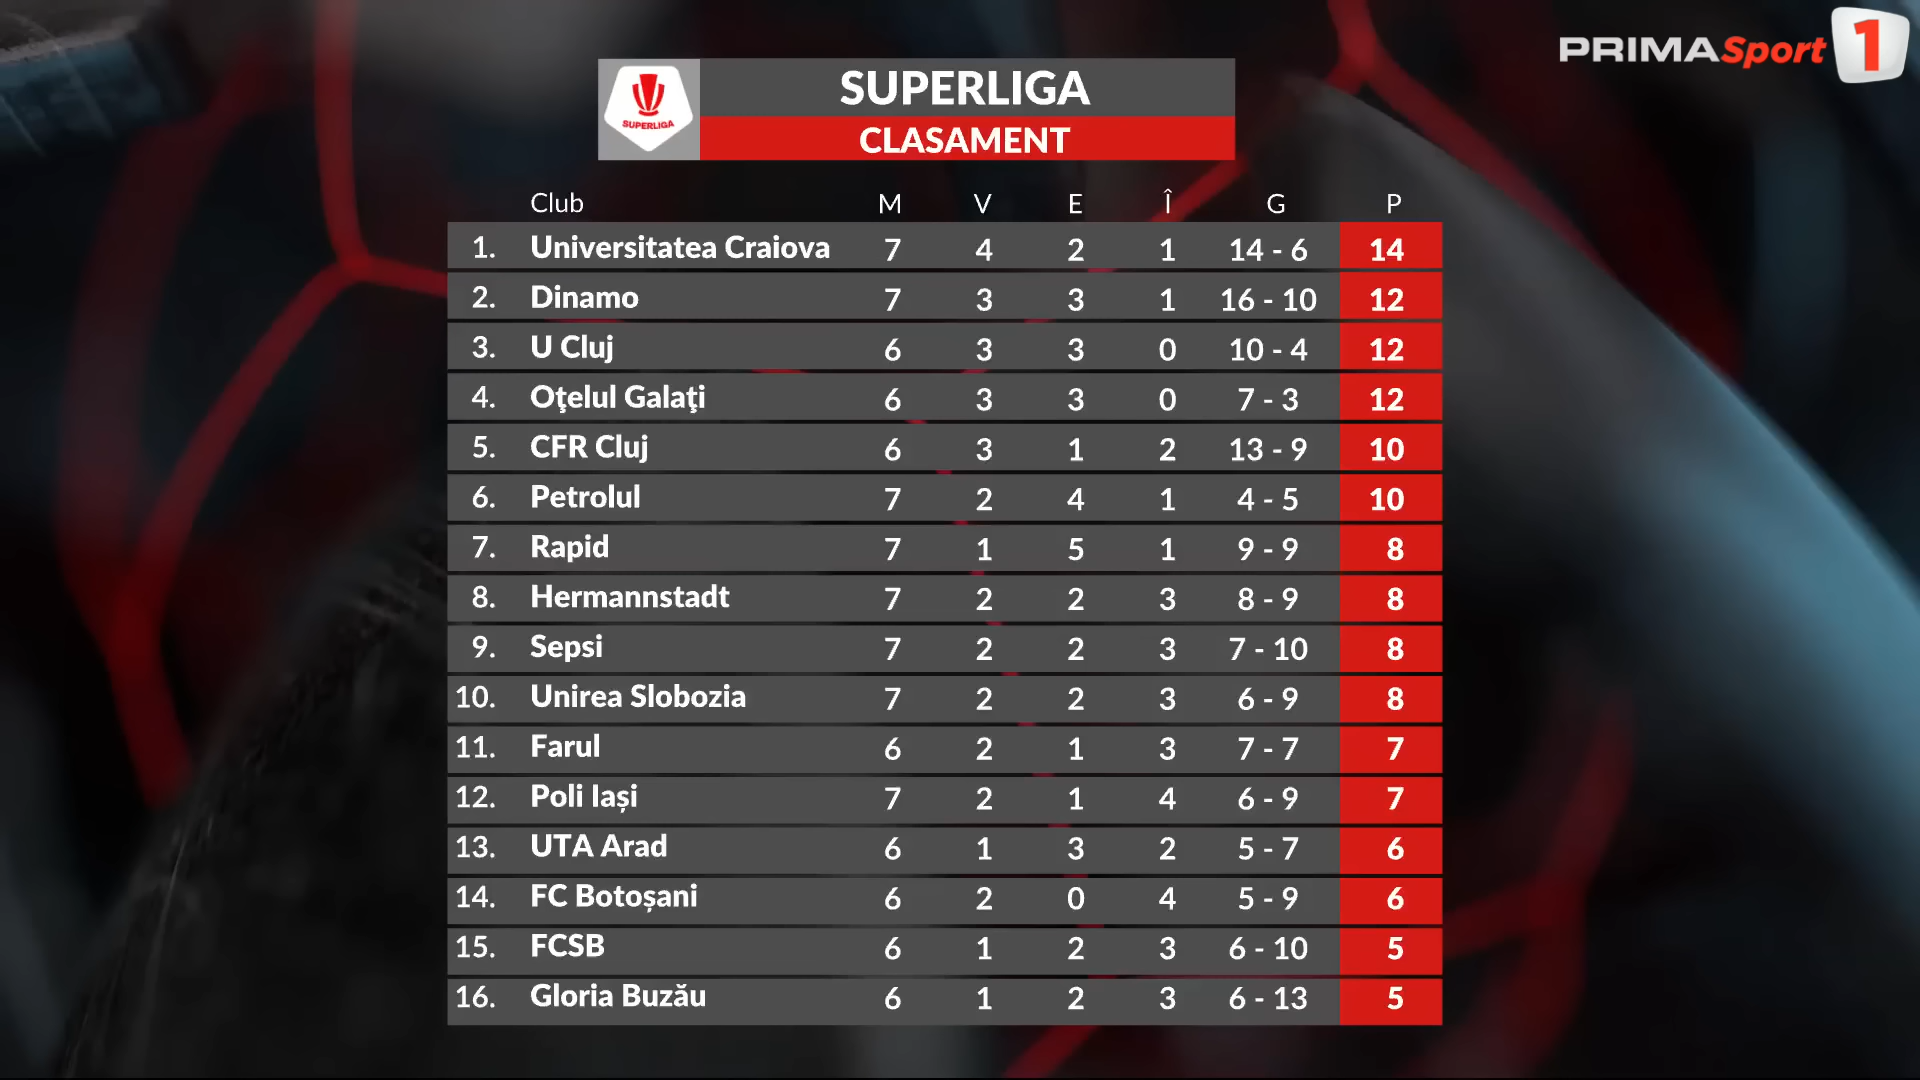 PRIMASport 1
SUPERLIGA
SUPERLIGA
CLASAMENT
Club M V E Î G P
1. Universitatea Craiova 7 4 2 1 14 - 6 14
2. Dinamo 7 3 3 1 16 - 10 12
3. U Cluj 6 3 3 0 10 - 4 12
4. Oţelul Galaţi 6 3 3 0 7 - 3 12
5. CFR Cluj 6 3 1 2 13 - 9 10
6. Petrolul 7 2 4 1 4 - 5 10
7. Rapid 7 1 5 1 9 - 9 8
8. Hermannstadt 7 2 2 3 8 - 9 8
9. Sepsi 7 2 2 3 7 - 10 8
10. Unirea Slobozia 7 2 2 3 6 - 9 8
11. Farul 6 2 1 3 7 - 7 7
12. Poli Iași 7 2 1 4 6 - 9 7
13. UTA Arad 6 1 3 2 5 - 7 6
14. FC Botoșani 6 2 0 4 5 - 9 6
15. FCSB 6 1 2 3 6 - 10 5
16. Gloria Buzău 6 1 2 3 6 - 13 5